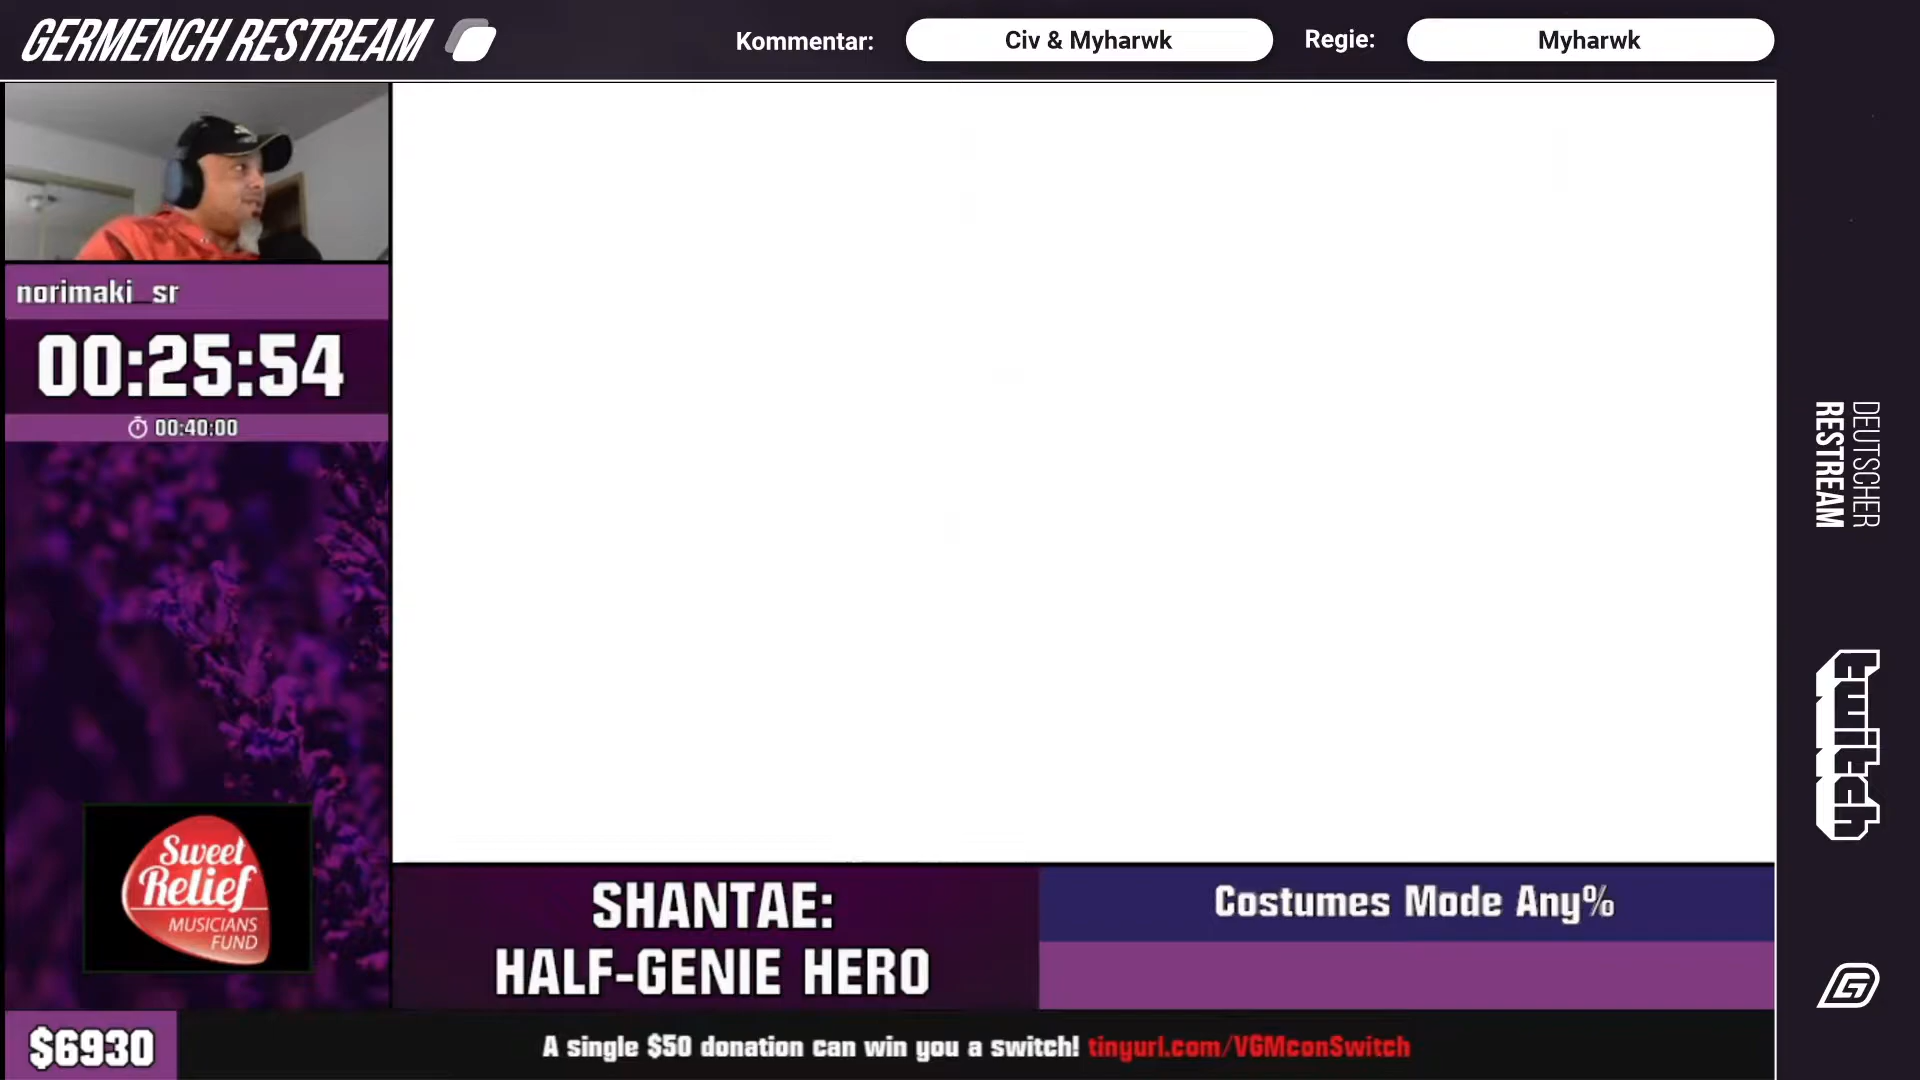 GERMENCH RESTREAM
Kommentar:
Civ & Myharwk
Regie:
Myharwk
norimaki_sr
00:25:54
00:40:00
Sweet
Relief
MUSICIANS
FUND
SHANTAE:
HALF-GENIE HERO
Costumes Mode Any%
$6930
A single $50 donation can win you a switch! tinyurl.com/VGMconSwitch
DEUTSCHER
RESTREAM
twitch
G